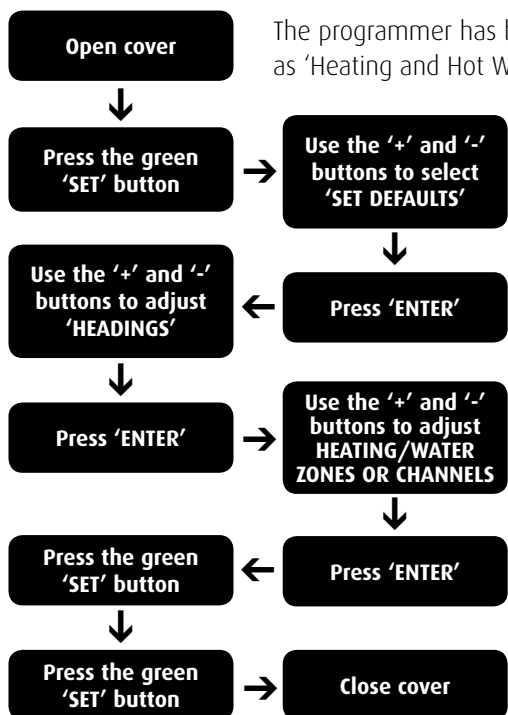 The programmer has
as ‘Heating and Hot
Open cover
Press the green
‘SET’ button
Use the ‘+’ and ‘-’
buttons to select
‘SET DEFAULTS’
Press ‘ENTER’
Use the ‘+’ and ‘-’
buttons to adjust
‘HEADINGS’
Press ‘ENTER’
Use the ‘+’ and ‘-’
buttons to adjust
HEATING/WATER
ZONES OR CHANNELS
Press ‘ENTER’
Press the green
‘SET’ button
Press the green
‘SET’ button
Close cover